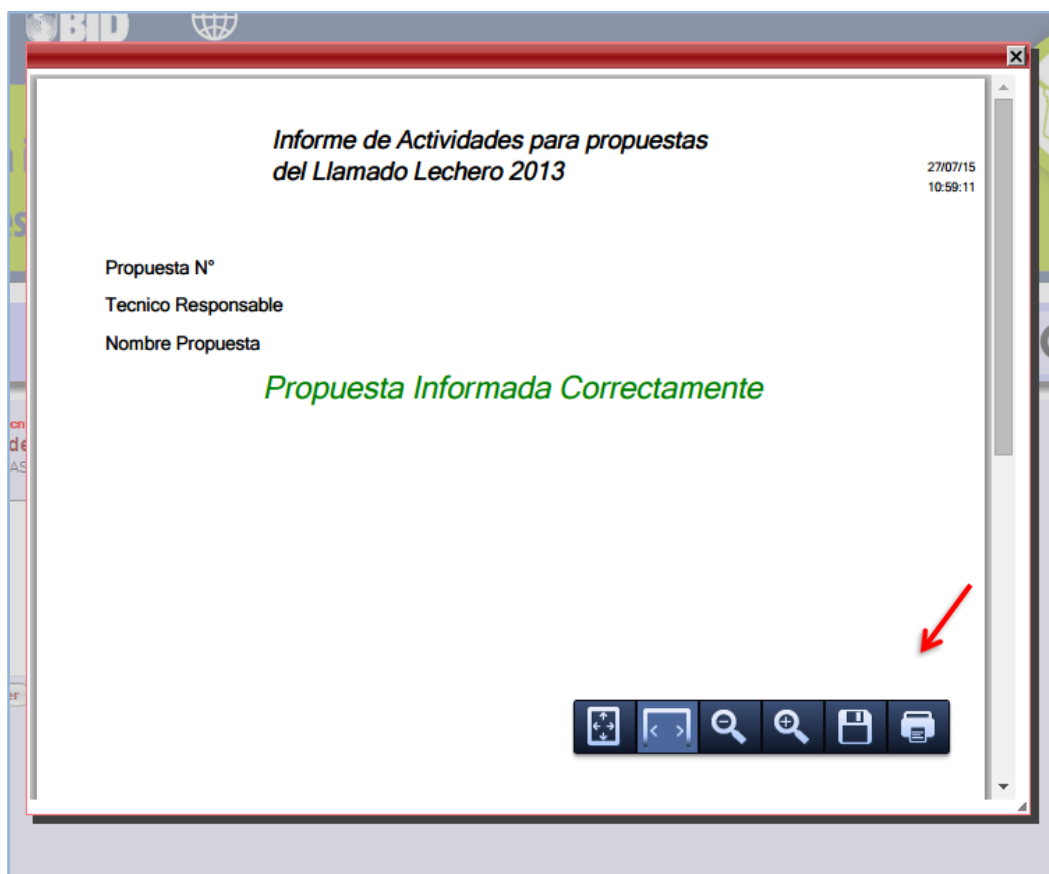 BID
Informe de Actividades para propuestas
del Llamado Lechero 2013
27/07/15
10:59:11
Propuesta N°
Tecnico Responsable
Nombre Propuesta
Propuesta Informada Correctamente